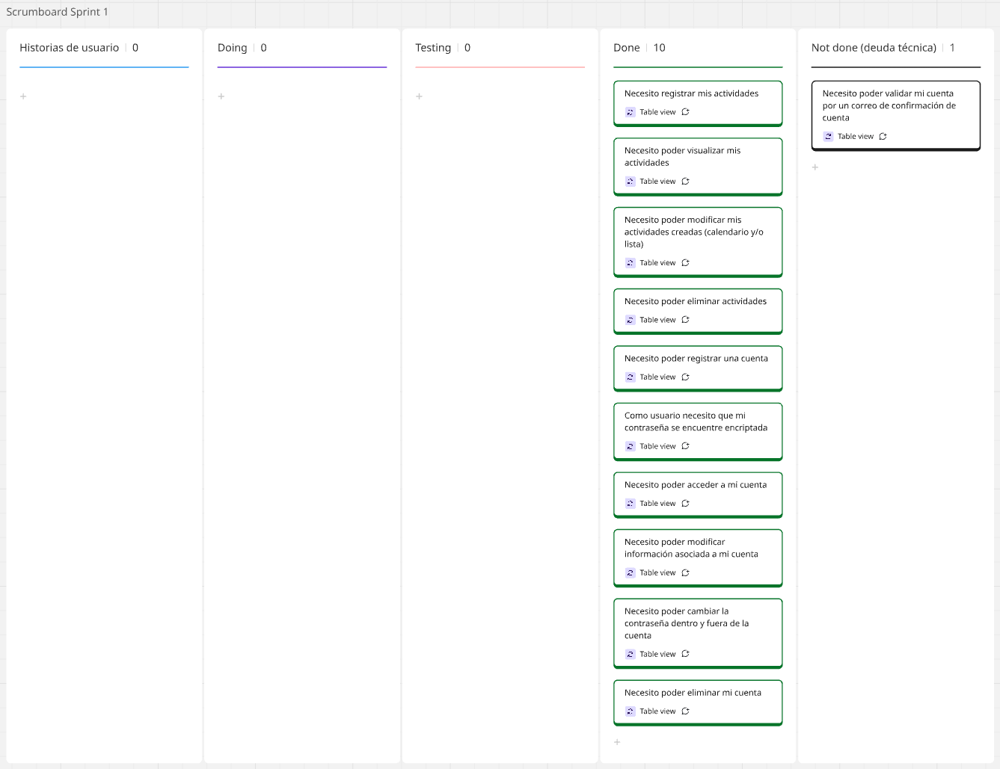 Scrumboard Sprint 1
Historias de usuario | 0
Doing | 0
Testing | 0
Done | 10
Necesito registrar mis actividades
Table view
Necesito poder visualizar mis
actividades
Table view
Necesito poder modificar mis
actividades creadas (calendario y/o
lista)
Table view
Necesito poder eliminar actividades
Table view
Necesito poder registrar una cuenta
Table view
Como usuario necesito que mi
contraseña se encuentre encriptada
Table view
Necesito poder acceder a mi cuenta
Table view
Necesito poder modificar
información asociada a mi cuenta
Table view
Necesito poder cambiar la
contraseña dentro y fuera de la
cuenta
Table view
Necesito poder eliminar mi cuenta
Table view
Not done (deuda técnica) | 1
Necesito poder validar mi cuenta
por un correo de confirmación de
cuenta
Table view